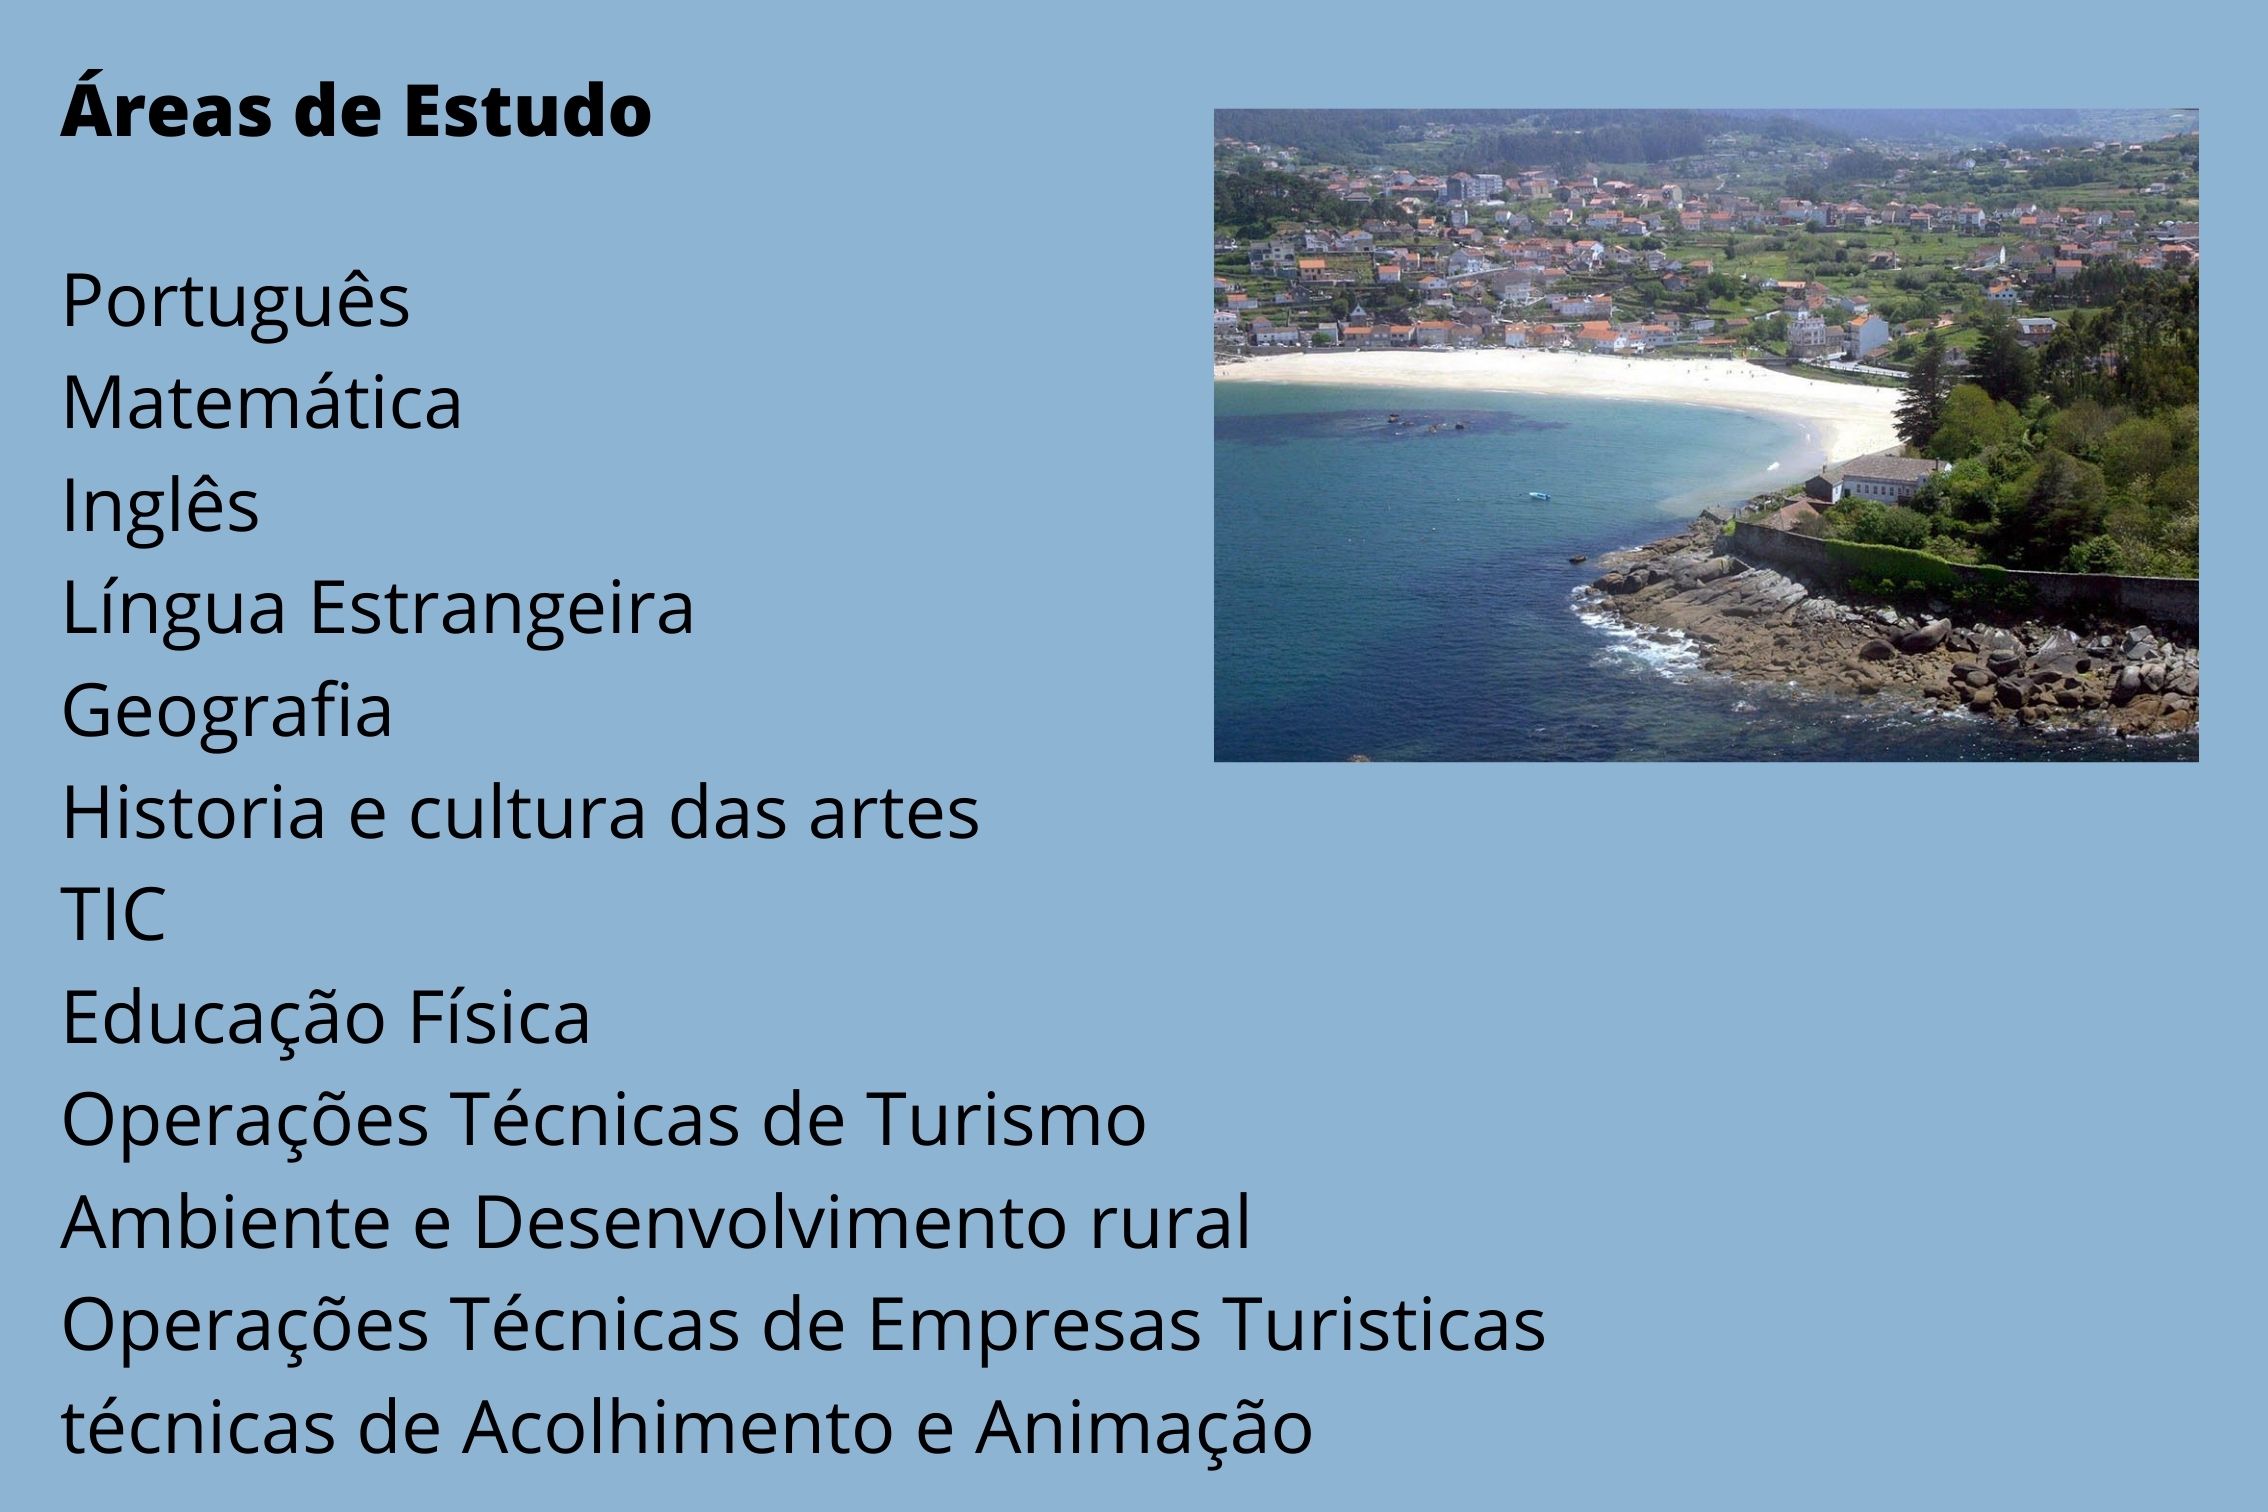 Áreas de Estudo
Português
Matemática
Inglês
Língua Estrangeira
Geografia
Historia e cultura das artes
TIC
Educação Física
Operações Técnicas de Turismo
Ambiente e Desenvolvimento rural
Operações Técnicas de Empresas Turisticas
técnicas de Acolhimento e Animação